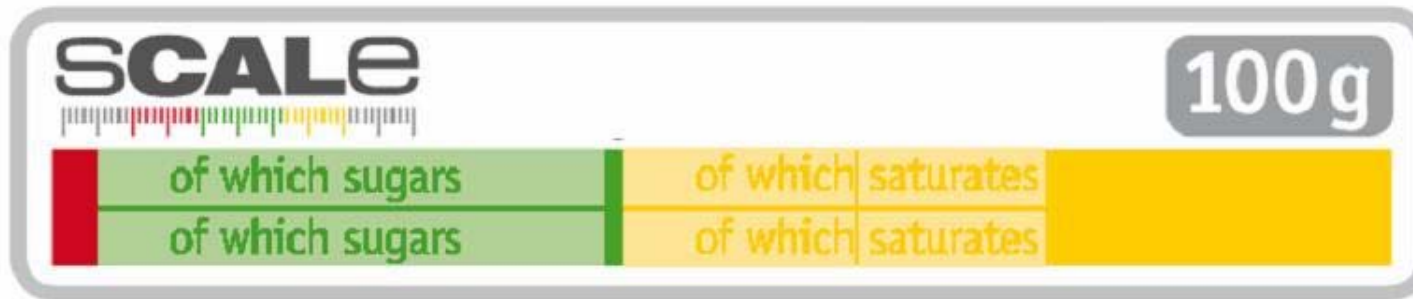 sCALe
100g
of which sugars of which saturates
of which sugars of which saturates